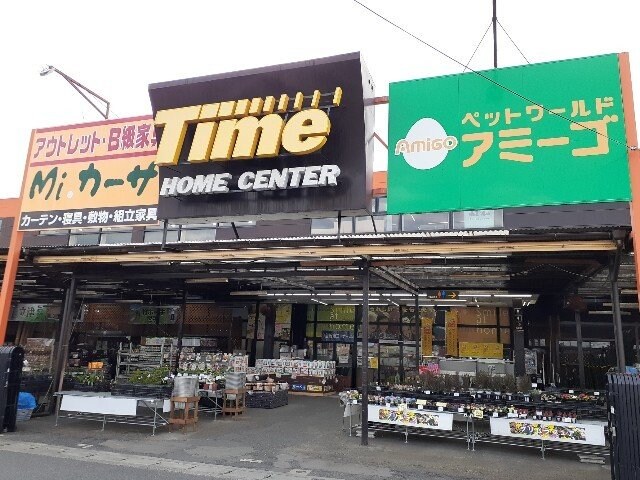 アウトレット・B級家
Mi.カーサ
カーテン・寝具・敷物・組立家具
Time
HOME CENTER
ペットワールド
AMiGO
アミーゴ